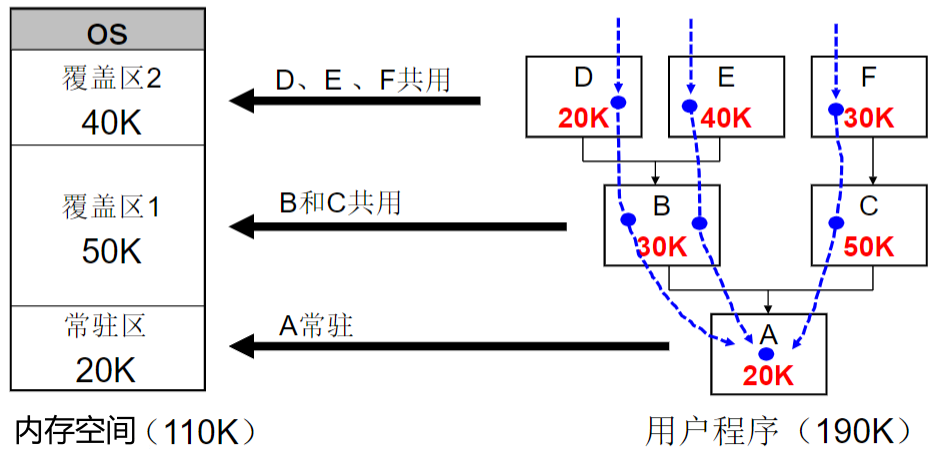 OS
覆盖区2
40K
覆盖区1
50K
常驻区
20K
内存空间（110K）
D、E 、F共用
B和C共用
A常驻
D
20K
E
40K
F
30K
B
30K
C
50K
A
20K
用户程序（190K）